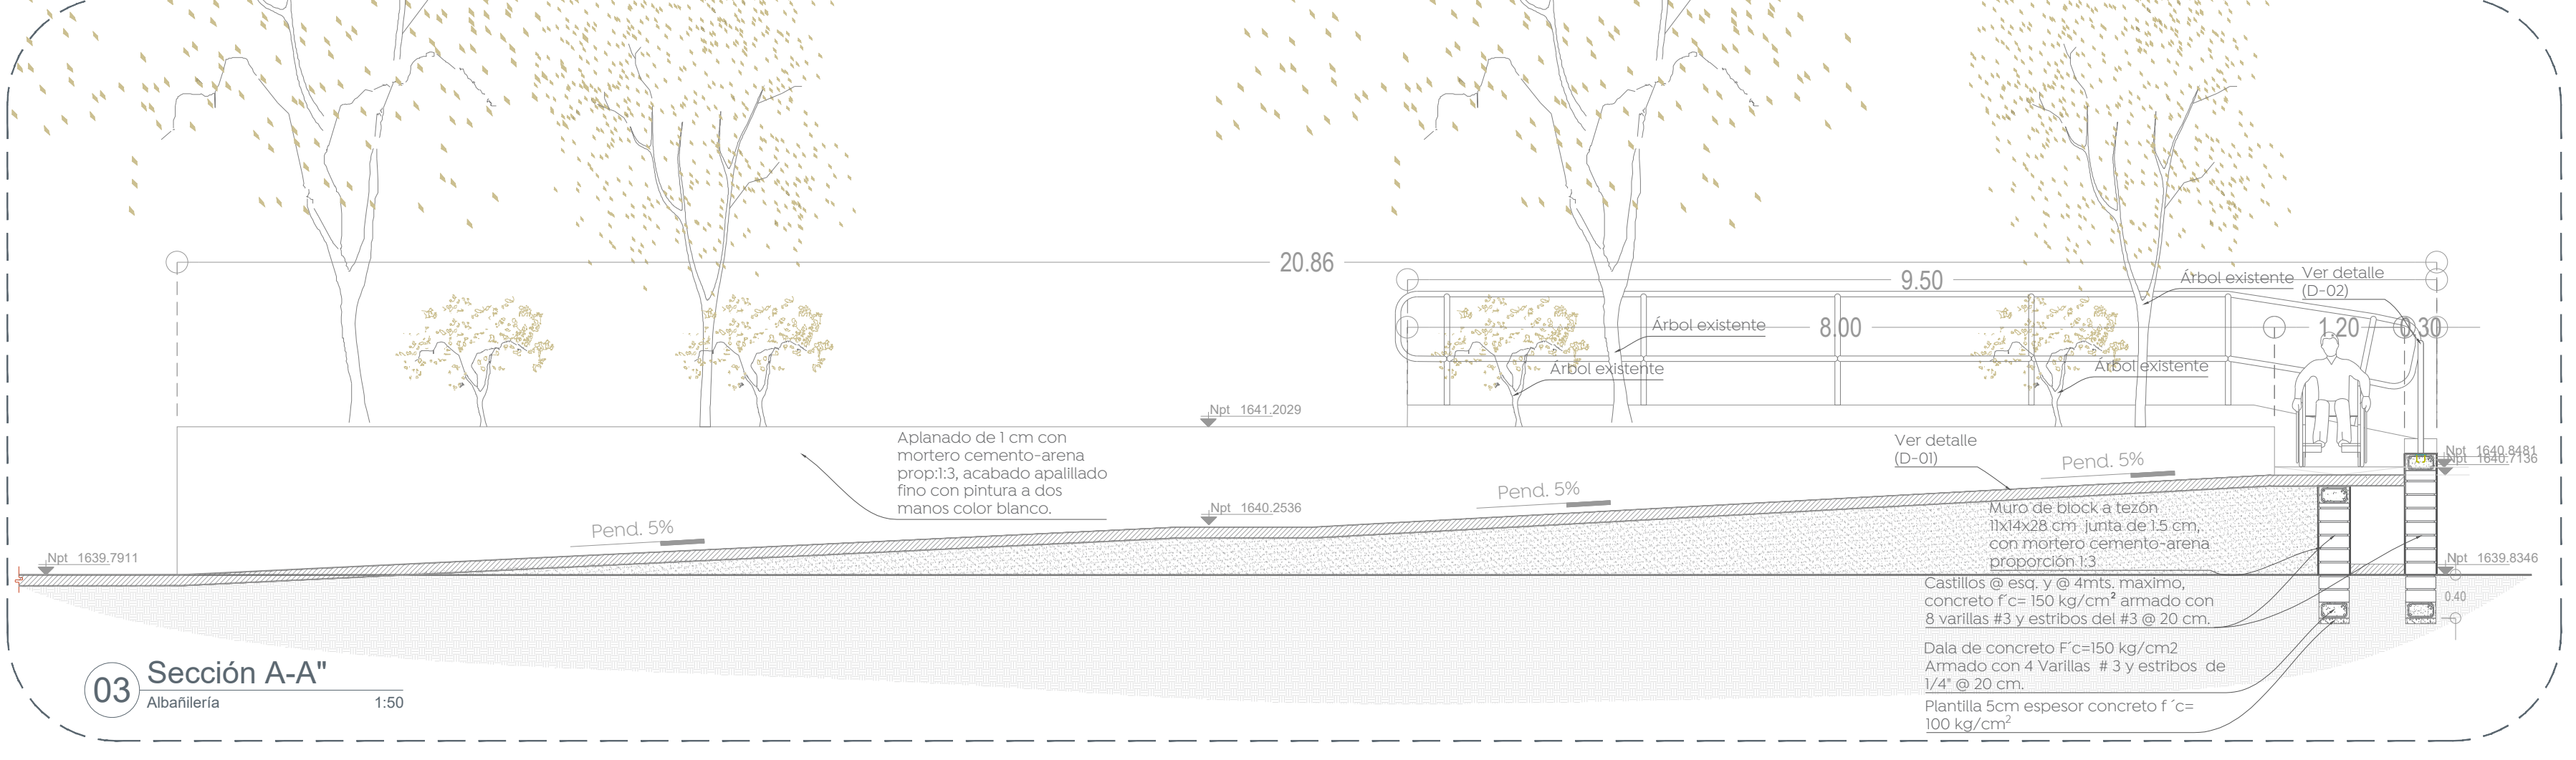 20.86
9.50
Árbol existente
Ver detalle
(D-02)
Árbol existente
8.00
1.20
0.30
Árbol existente
Árbol existente
Npt 1641.2029
Aplanado de 1 cm con
mortero cemento-arena
prop:1:3, acabado apalillado
fino con pintura a dos
manos color blanco.
Ver detalle
(D-01)
Pend. 5%
Npt 1640.8481
Npt 1640.7136
Pend. 5%
Npt 1640.2536
Pend. 5%
Muro de block a tezón
11x14x28 cm junta de 1.5 cm,
con mortero cemento-arena
proporción 1:3
Npt 1639.7911
Npt 1639.8346
Castillos @ esq. y @ 4mts. maximo,
concreto f´c= 150 kg/cm² armado con
8 varillas #3 y estribos del #3 @ 20 cm.
0.40
Dala de concreto F´c=150 kg/cm2
Armado con 4 Varillas # 3 y estribos de
1/4" @ 20 cm.
Plantilla 5cm espesor concreto f ´c=
100 kg/cm²
03
Sección A-A"
Albañilería 1:50